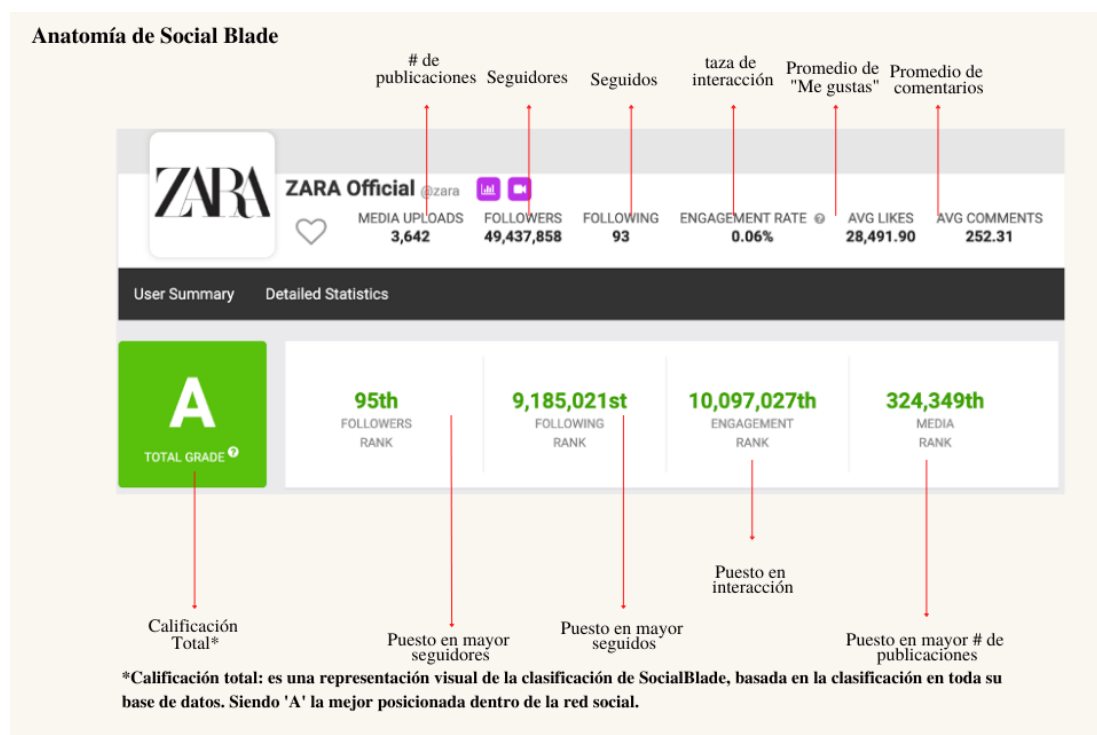 Anatomía de Social Blade
# de
publicaciones
Seguidores
Seguidos
taza de
interacción
Promedio de
"Me gustas"
Promedio de
comentarios
ZARA
ZARA Official @zara
MEDIA UPLOADS
3,642
FOLLOWERS
49,437,858
FOLLOWING
93
ENGAGEMENT RATE
0.06%
AVG LIKES
28,491.90
AVG COMMENTS
252.31
User Summary
Detailed Statistics
A
TOTAL GRADE ?
95th
FOLLOWERS
RANK
9,185,021st
FOLLOWING
RANK
10,097,027th
ENGAGEMENT
RANK
324,349th
MEDIA
RANK
Calificación
Total*
Puesto en mayor
seguidores
Puesto en mayor
seguidos
Puesto en
interacción
Puesto en mayor # de
publicaciones
*Calificación total: es una representación visual de la clasificación de SocialBlade, basada en la clasificación en toda su
base de datos. Siendo 'A' la mejor posicionada dentro de la red social.